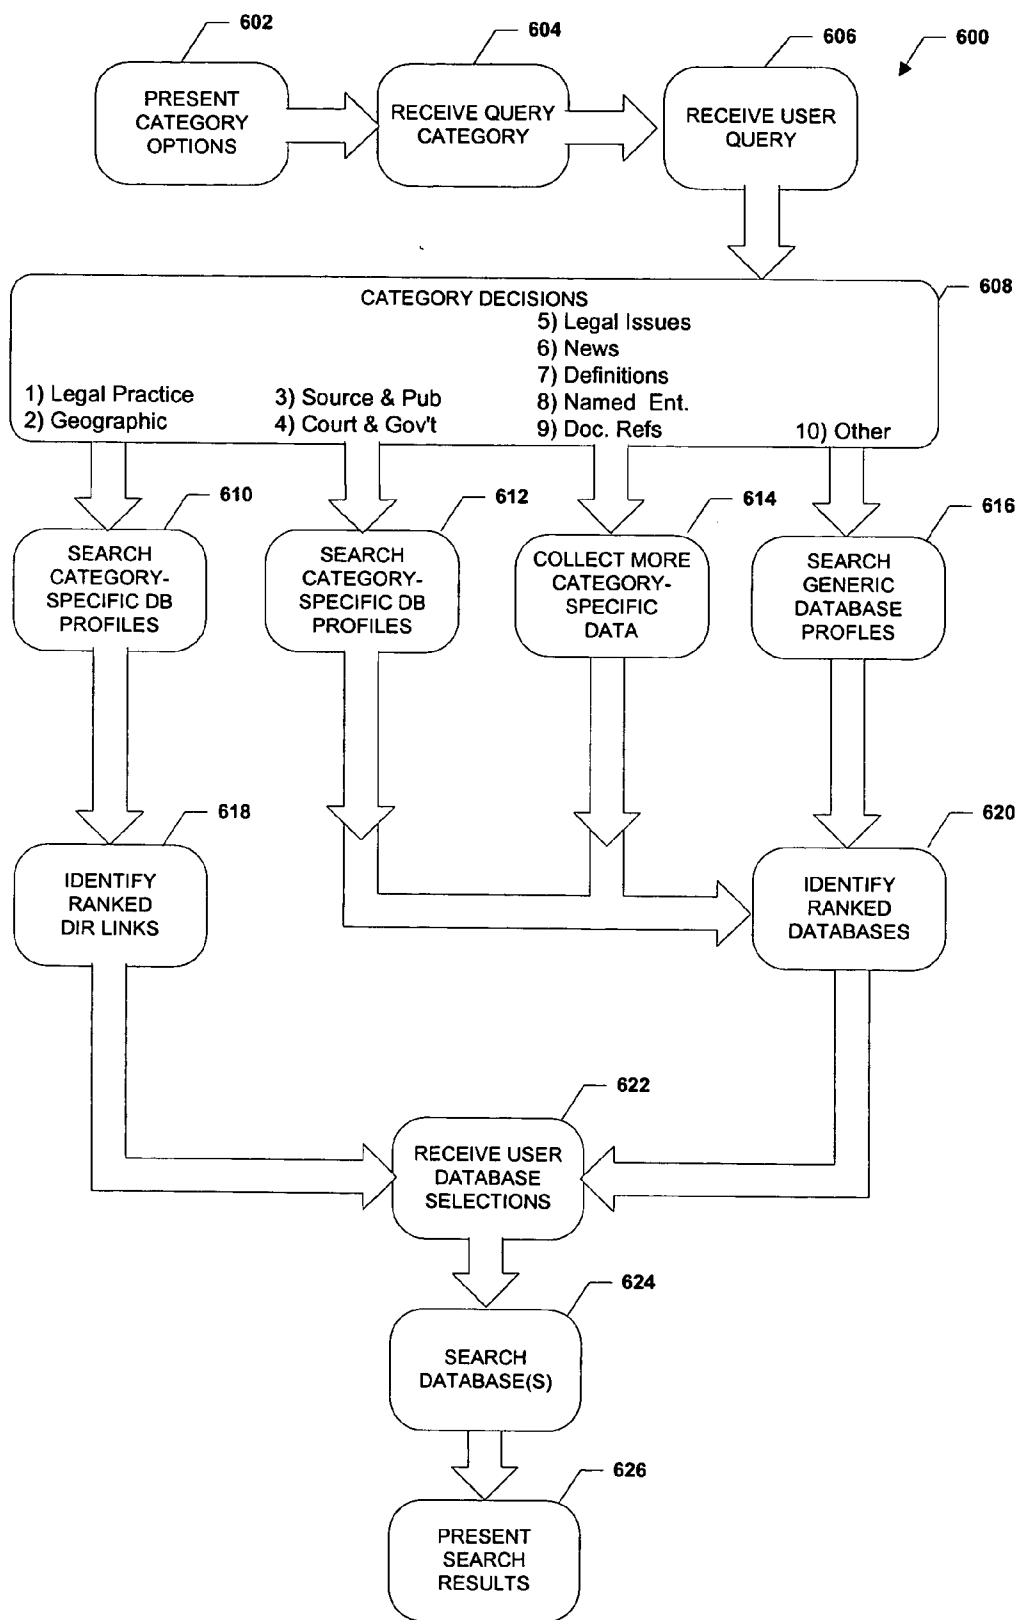 602
604
606
600
PRESENT
CATEGORY
OPTIONS
RECEIVE QUERY
CATEGORY
RECEIVE USER
QUERY
608
CATEGORY DECISIONS
1) Legal Practice
2) Geographic
3) Source & Pub
4) Court & Gov't
5) Legal Issues
6) News
7) Definitions
8) Named Ent.
9) Doc. Refs
10) Other
610
612
614
616
SEARCH
CATEGORY-
SPECIFIC DB
PROFILES
SEARCH
CATEGORY-
SPECIFIC DB
PROFILES
COLLECT MORE
CATEGORY-
SPECIFIC
DATA
SEARCH
GENERIC
DATABASE
PROFLES
618
620
IDENTIFY
RANKED
DIR LINKS
IDENTIFY
RANKED
DATABASES
622
RECEIVE USER
DATABASE
SELECTIONS
624
SEARCH
DATABASE(S)
626
PRESENT
SEARCH
RESULTS